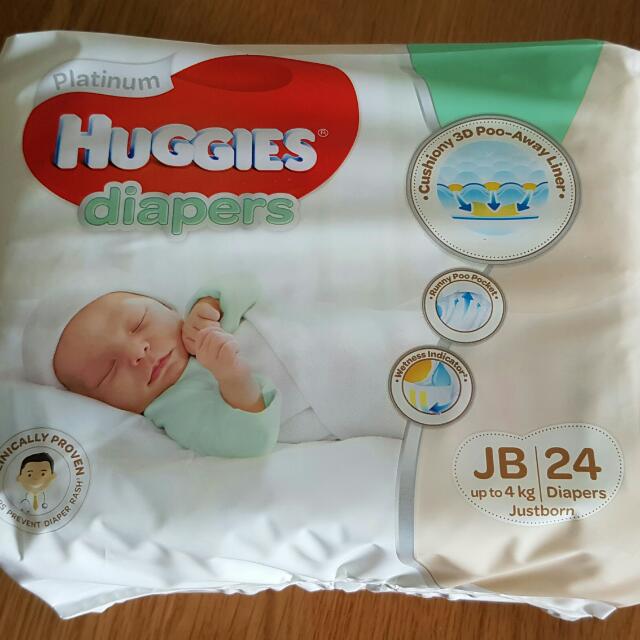 Platinum
HUGGIES®
diapers
•Cushiony 3D Poo-Away Liner•
•Runny Poo Pocket•
•Wetness Indicator•
JB 24
up to 4 kg Diapers
Justborn
PROVEN
PREVENT DIAPER RASH